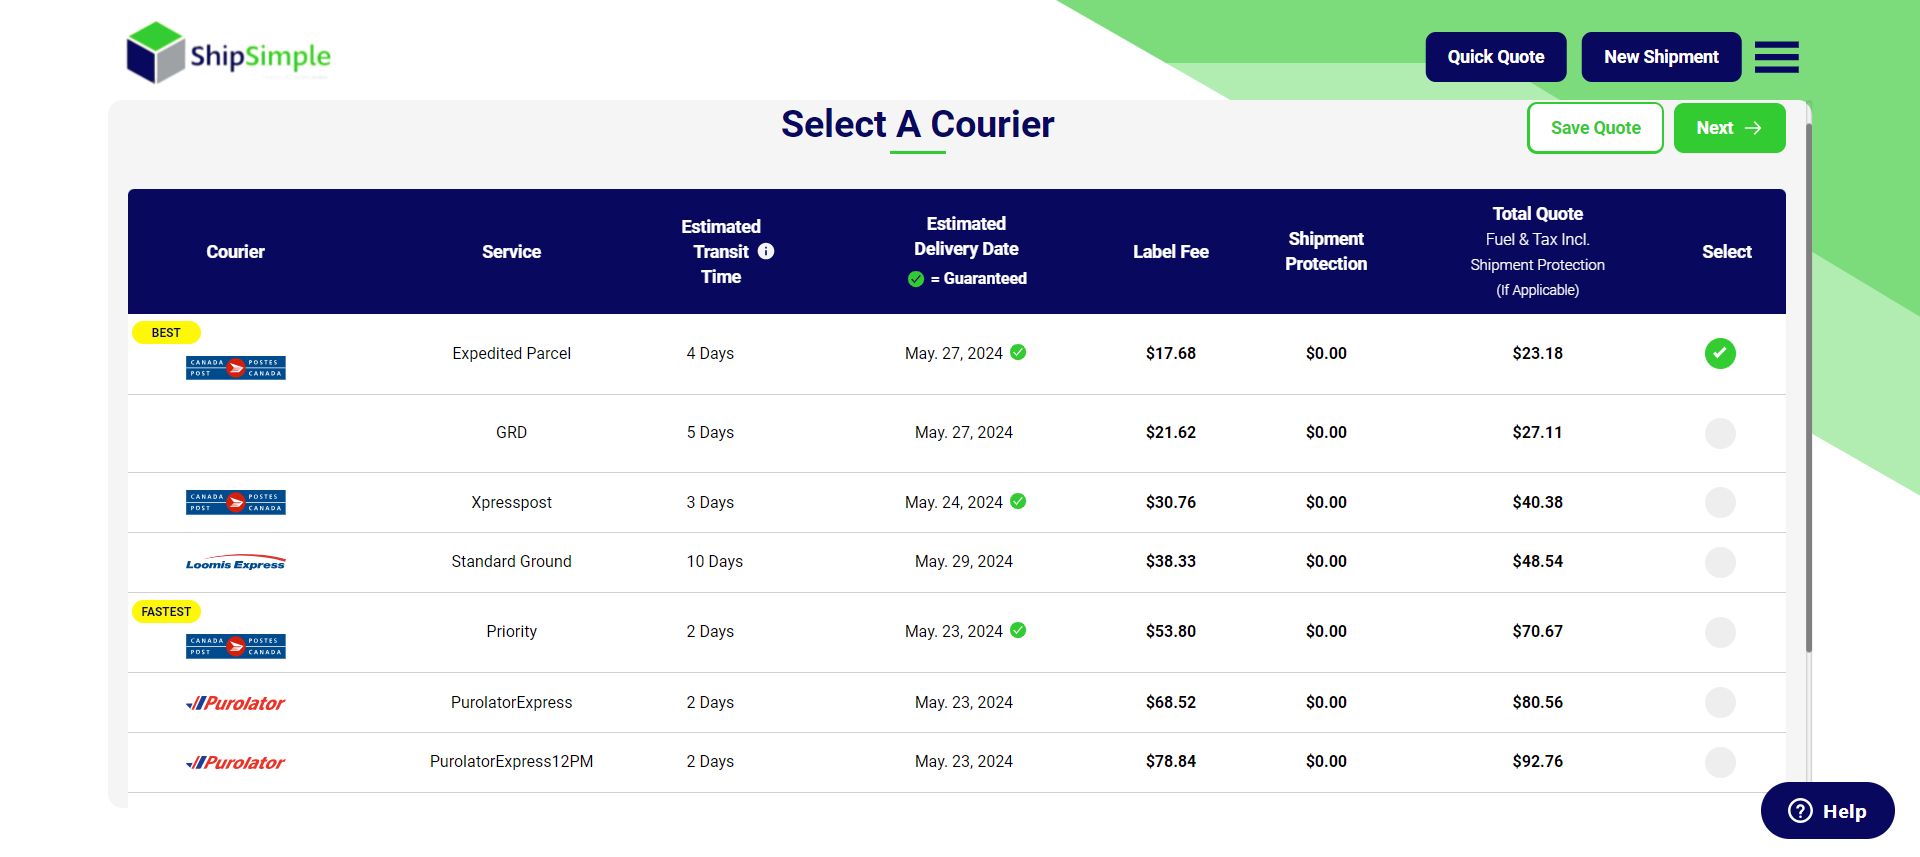 ShipSimple
Quick Quote
New Shipment
Select A Courier
Save Quote
Next
Courier
Service
Estimated
Transit
Time
Estimated
Delivery Date
= Guaranteed
Label Fee
Shipment
Protection
Total Quote
Fuel & Tax Incl.
Shipment Protection
(If Applicable)
Select
BEST
CANADA POSTES
POST CANADA
Expedited Parcel
4 Days
May. 27, 2024
$17.68
$0.00
$23.18
GRD
5 Days
May. 27, 2024
$21.62
$0.00
$27.11
CANADA POSTES
POST CANADA
Xpresspost
3 Days
May. 24, 2024
$30.76
$0.00
$40.38
Loomis Express
Standard Ground
10 Days
May. 29, 2024
$38.33
$0.00
$48.54
FASTEST
CANADA POSTES
POST CANADA
Priority
2 Days
May. 23, 2024
$53.80
$0.00
$70.67
Purolator
PurolatorExpress
2 Days
May. 23, 2024
$68.52
$0.00
$80.56
Purolator
PurolatorExpress12PM
2 Days
May. 23, 2024
$78.84
$0.00
$92.76
Help